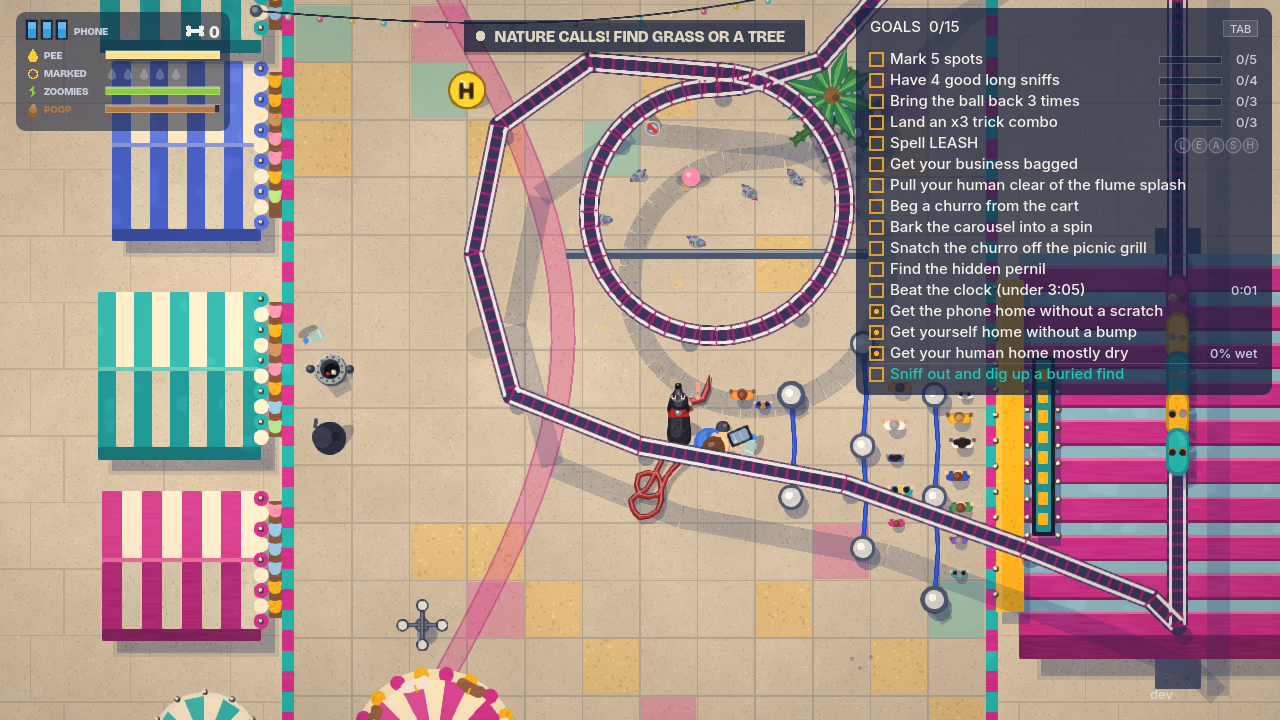 PHONE
0
PEE
MARKED
ZOOMIES
POOP
NATURE CALLS! FIND GRASS OR A TREE
H
GOALS 0/15
TAB
Mark 5 spots 0/5
Have 4 good long sniffs 0/4
Bring the ball back 3 times 0/3
Land an x3 trick combo 0/3
Spell LEASH LEASH
Get your business bagged
Pull your human clear of the flume splash
Beg a churro from the cart
Bark the carousel into a spin
Snatch the churro off the picnic grill
Find the hidden pernil
Beat the clock (under 3:05) 0:01
Get the phone home without a scratch
Get yourself home without a bump
Get your human home mostly dry 0% wet
Sniff out and dig up a buried find
dev